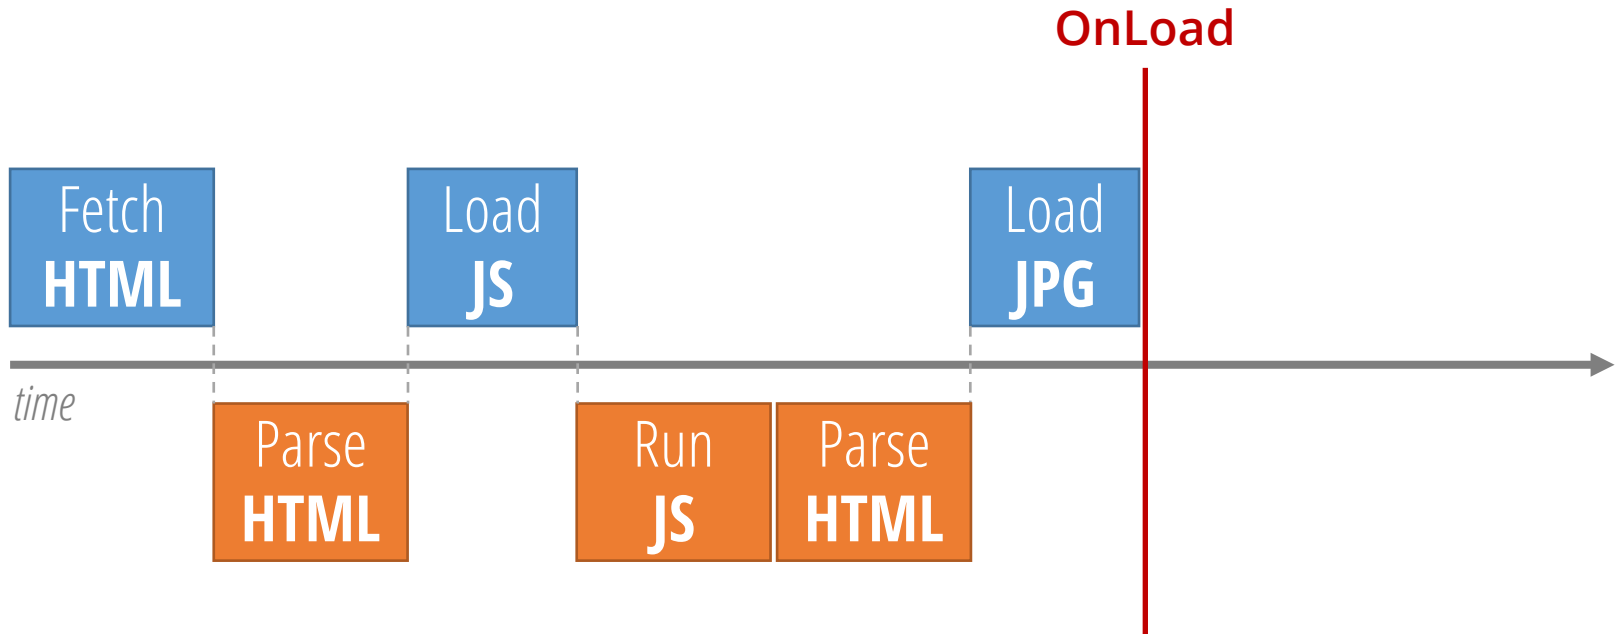 OnLoad
Fetch
HTML
Load
JS
Load
JPG
time
Parse
HTML
Run
JS
Parse
HTML